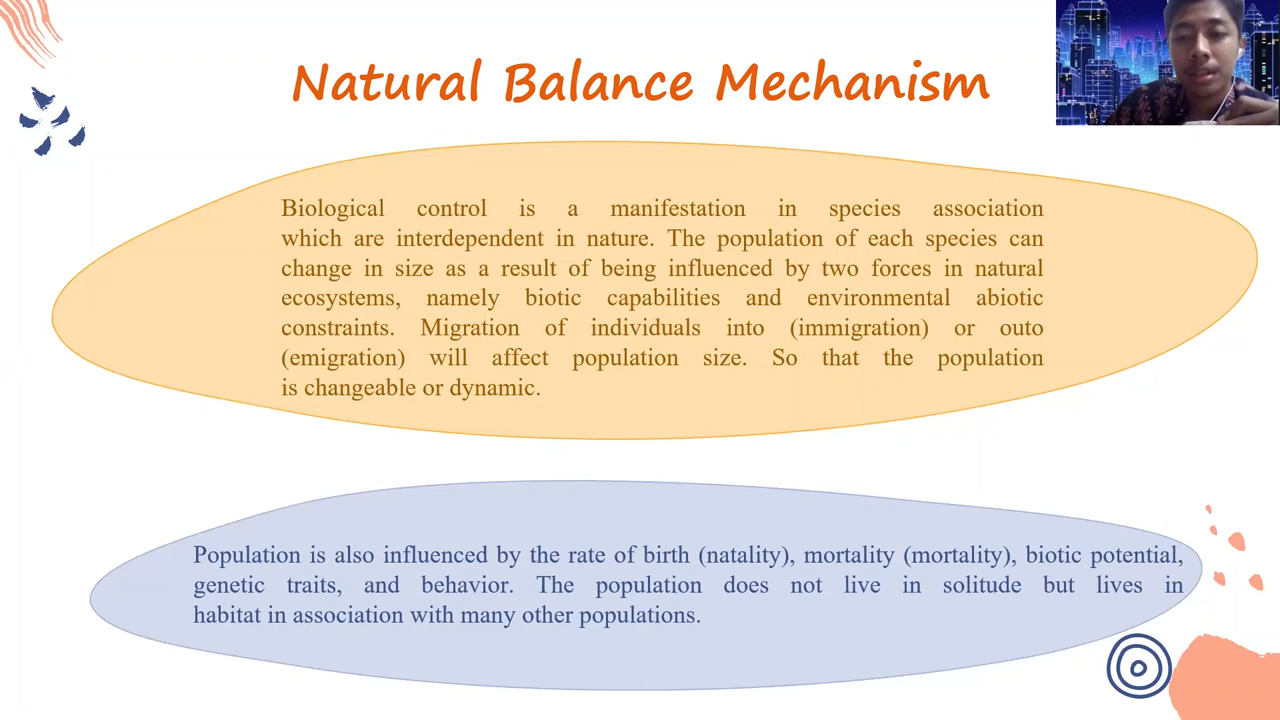 Natural Balance Mechanism
Biological control is a manifestation in species association
which are interdependent in nature. The population of each species can
change in size as a result of being influenced by two forces in natural
ecosystems, namely biotic capabilities and environmental abiotic
constraints. Migration of individuals into (immigration) or outo
(emigration) will affect population size. So that the population
is changeable or dynamic.
Population is also influenced by the rate of birth (natality), mortality (mortality), biotic potential,
genetic traits, and behavior. The population does not live in solitude but lives in
habitat in association with many other populations.